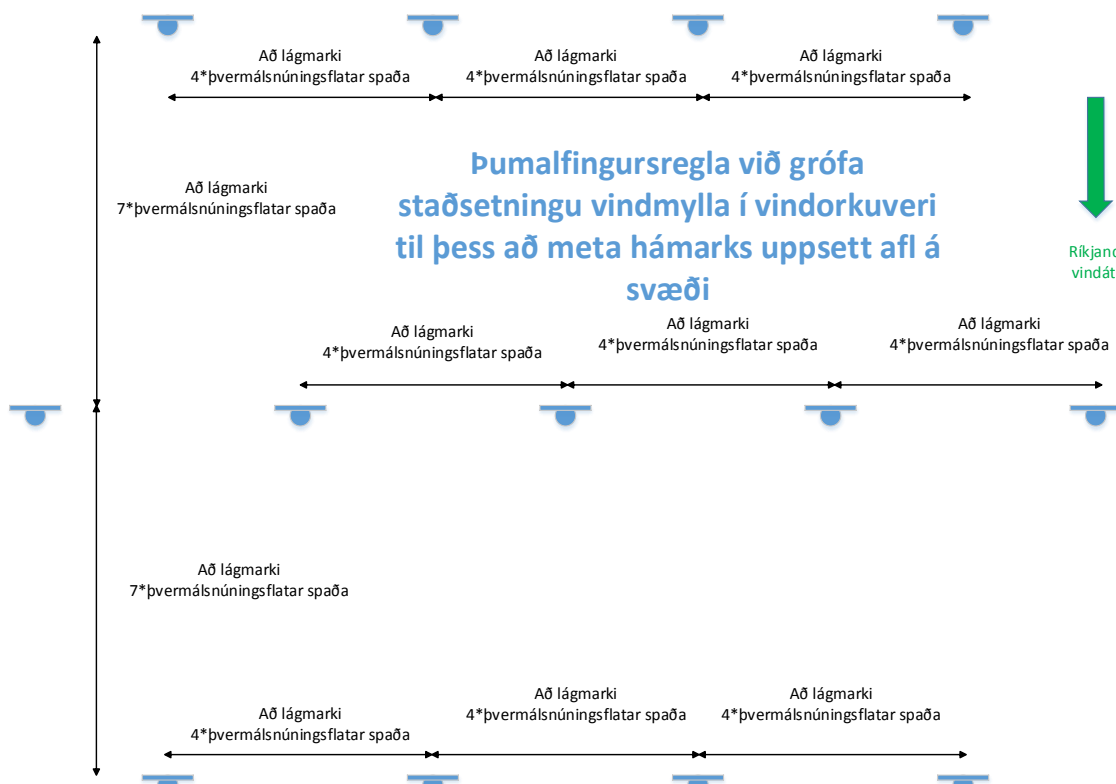 Að lágmarki
4*þvermálsnúningsflatar spaða
Að lágmarki
4*þvermálsnúningsflatar spaða
Að lágmarki
4*þvermálsnúningsflatar spaða
Að lágmarki
7*þvermálsnúningsflatar spaða
Þumalfingursregla við grófa
staðsetningu vindmylla í vindorkuveri
til þess að meta hámarks uppsett afl á
svæði
Að lágmarki
4*þvermálsnúningsflatar spaða
Að lágmarki
4*þvermálsnúningsflatar spaða
Að lágmarki
4*þvermálsnúningsflatar spaða
Að lágmarki
7*þvermálsnúningsflatar spaða
Að lágmarki
4*þvermálsnúningsflatar spaða
Að lágmarki
4*þvermálsnúningsflatar spaða
Að lágmarki
4*þvermálsnúningsflatar spaða